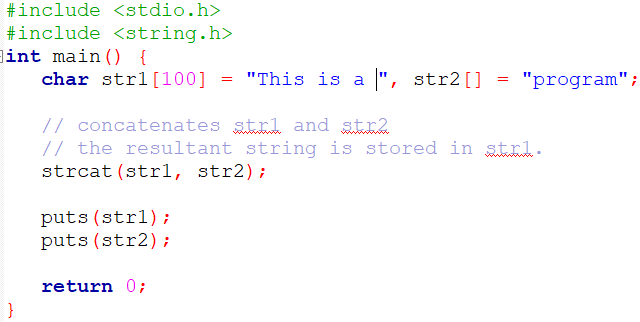 #include <stdio.h>
#include <string.h>
int main() {
char str1[100] = "This is a ", str2[] = "program";
// concatenates str1 and str2
// the resultant string is stored in str1.
strcat(str1, str2);
puts(str1);
puts(str2);
return 0;
}